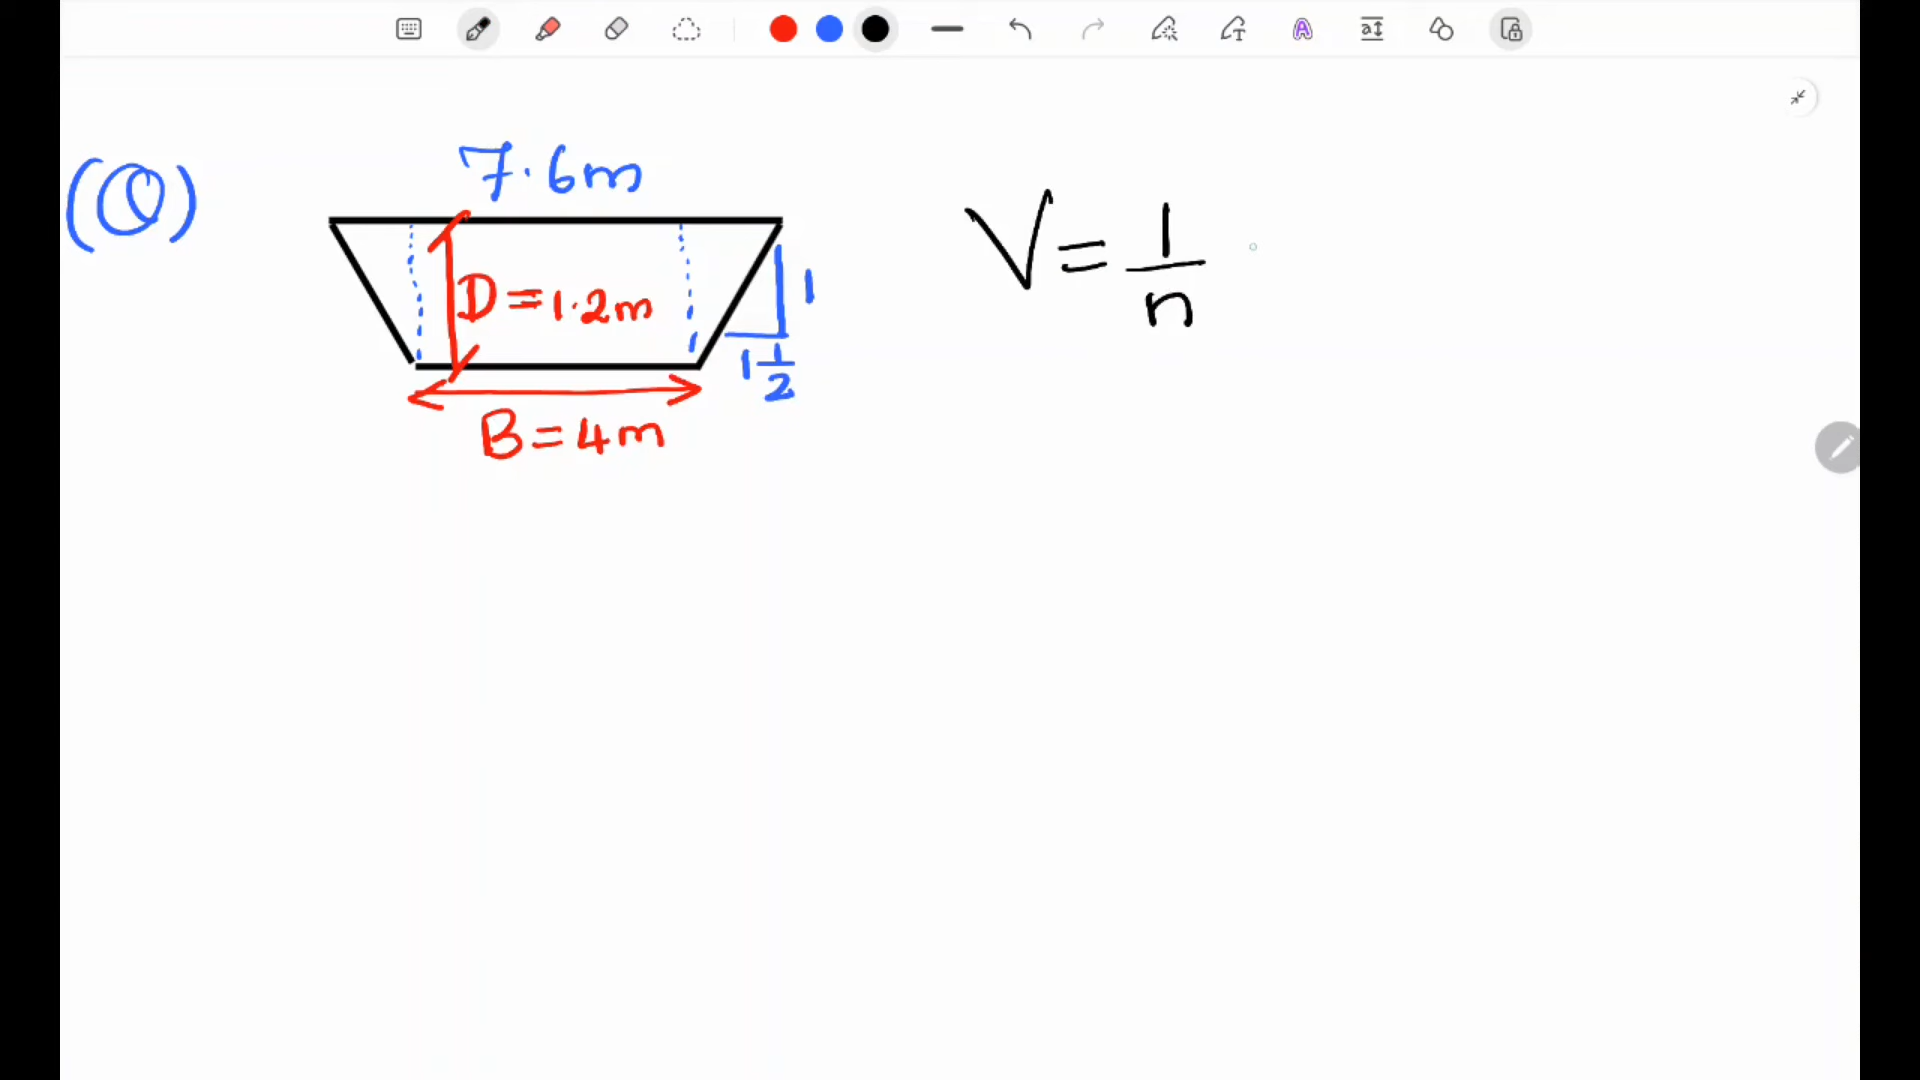 (Q)
7.6m
D=1.2m
1
1 1/2
B=4m
V= 1/n